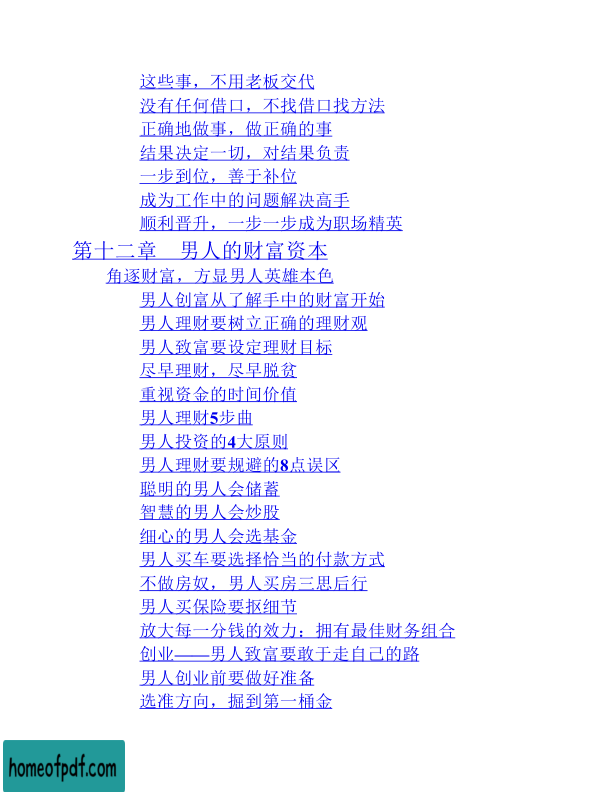 这些事，不用老板交代
没有任何借口，不找借口找方法
正确地做事，做正确的事
结果决定一切，对结果负责
一步到位，善于补位
成为工作中的问题解决高手
顺利晋升，一步一步成为职场精英
第十二章　男人的财富资本
角逐财富，方显男人英雄本色
男人创富从了解手中的财富开始
男人理财要树立正确的理财观
男人致富要设定理财目标
尽早理财，尽早脱贫
重视资金的时间价值
男人理财5步曲
男人投资的4大原则
男人理财要规避的8点误区
聪明的男人会储蓄
智慧的男人会炒股
细心的男人会选基金
男人买车要选择恰当的付款方式
不做房奴，男人买房三思后行
男人买保险要抠细节
放大每一分钱的效力：拥有最佳财务组合
创业——男人致富要敢于走自己的路
男人创业前要做好准备
选准方向，掘到第一桶金
homeofpdf.com